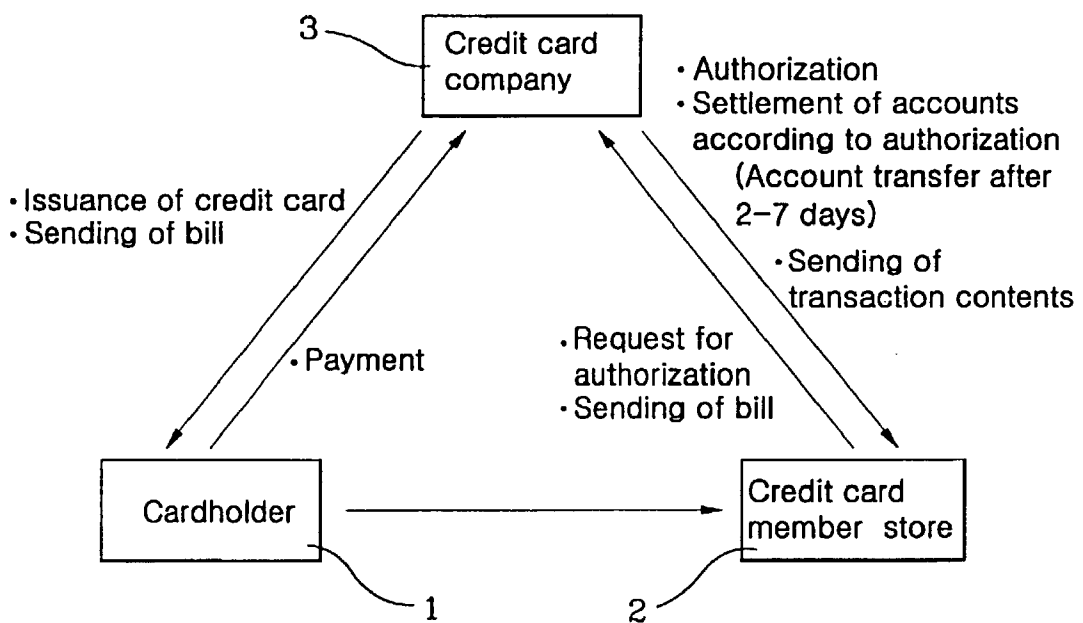 3
Credit card
company
• Authorization
• Settlement of accounts
according to authorization
(Account transfer after
2-7 days)
• Issuance of credit card
• Sending of bill
• Sending of
transaction contents
• Payment
• Request for
authorization
• Sending of bill
Cardholder
Credit card
member store
1
2